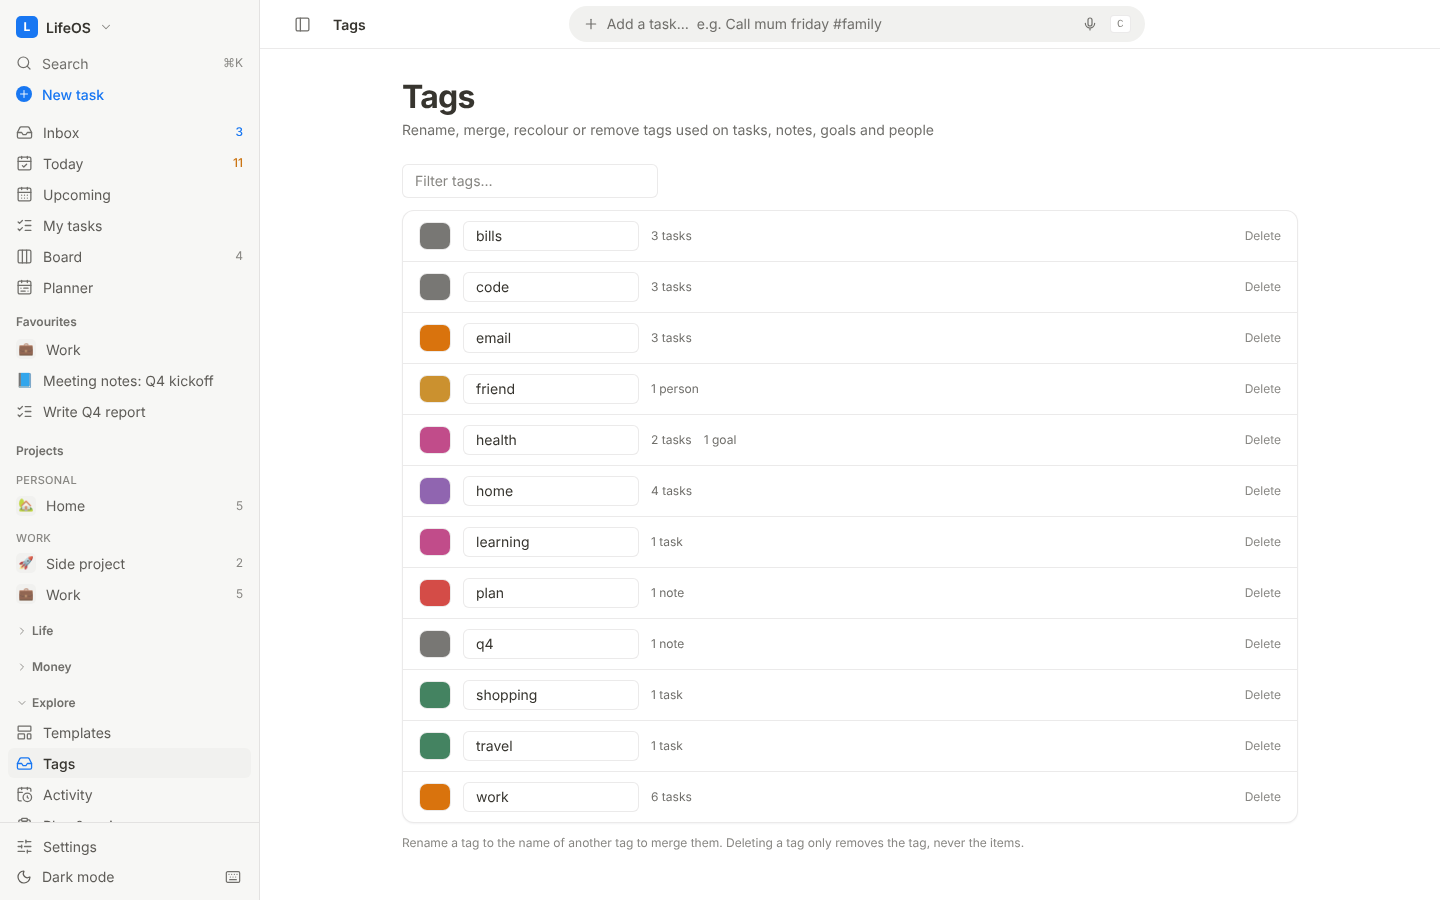 L LifeOS
Search ⌘K
New task
Inbox 3
Today 11
Upcoming
My tasks
Board 4
Planner
Favourites
Work
Meeting notes: Q4 kickoff
Write Q4 report
Projects
PERSONAL
Home 5
WORK
Side project 2
Work 5
Life
Money
Explore
Templates
Tags
Activity
Settings
Dark mode
Tags
Add a task... e.g. Call mum friday #family C
Tags
Rename, merge, recolour or remove tags used on tasks, notes, goals and people
Filter tags...
bills 3 tasks Delete
code 3 tasks Delete
email 3 tasks Delete
friend 1 person Delete
health 2 tasks 1 goal Delete
home 4 tasks Delete
learning 1 task Delete
plan 1 note Delete
q4 1 note Delete
shopping 1 task Delete
travel 1 task Delete
work 6 tasks Delete
Rename a tag to the name of another tag to merge them. Deleting a tag only removes the tag, never the items.